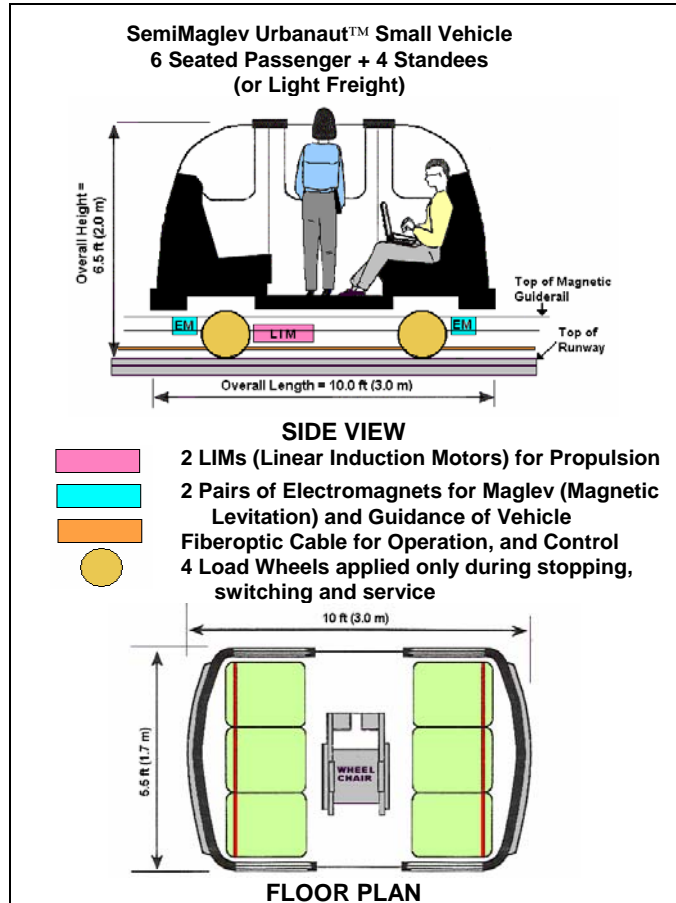 SemiMaglev Urbanaut™ Small Vehicle
6 Seated Passenger + 4 Standees
(or Light Freight)
Overall Height =
6.5 ft (2.0 m)
Top of Magnetic
Guiderail
EM
LIM
EM
Top of
Runway
Overall Length = 10.0 ft (3.0 m)
SIDE VIEW
2 LIMs (Linear Induction Motors) for Propulsion
2 Pairs of Electromagnets for Maglev (Magnetic
Levitation) and Guidance of Vehicle
Fiberoptic Cable for Operation, and Control
4 Load Wheels applied only during stopping,
switching and service
10 ft (3.0 m)
5.5 ft (1.7 m)
WHEEL
CHAIR
FLOOR PLAN